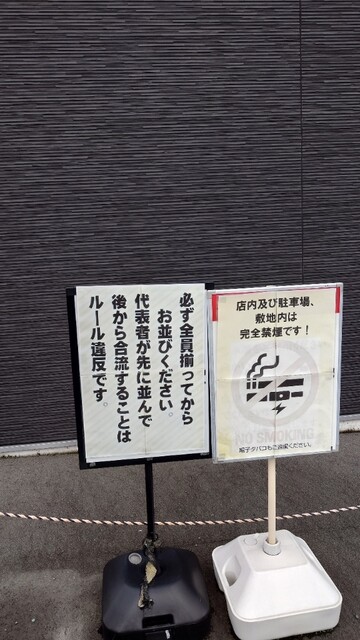 必ず全員揃ってから
お並びください。
代表者が先に並んで
後から合流することは
ルール違反です。
店内及び駐車場、
敷地内は
完全禁煙です！
NO SMOKING
電子タバコもご遠慮ください。